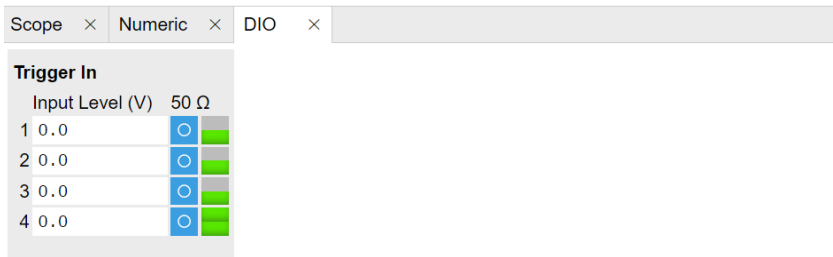 Scope × Numeric × DIO ×
Trigger In
Input Level (V) 50 Ω
1 0.0
2 0.0
3 0.0
4 0.0